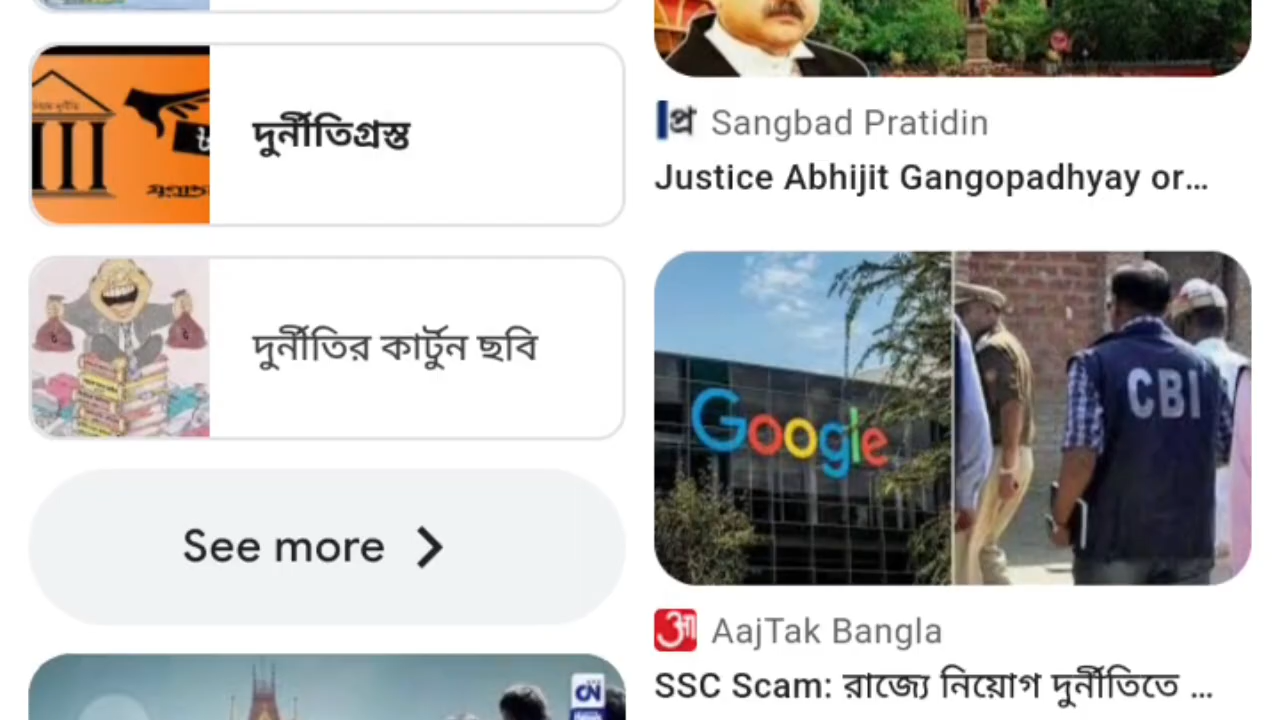 দুর্নীতিগ্রস্ত
দুর্নীতির কার্টুন ছবি
See more
প্র Sangbad Pratidin
Justice Abhijit Gangopadhyay or...
Google
CBI
AajTak Bangla
SSC Scam: রাজ্যে নিয়োগ দুর্নীতিতে ...